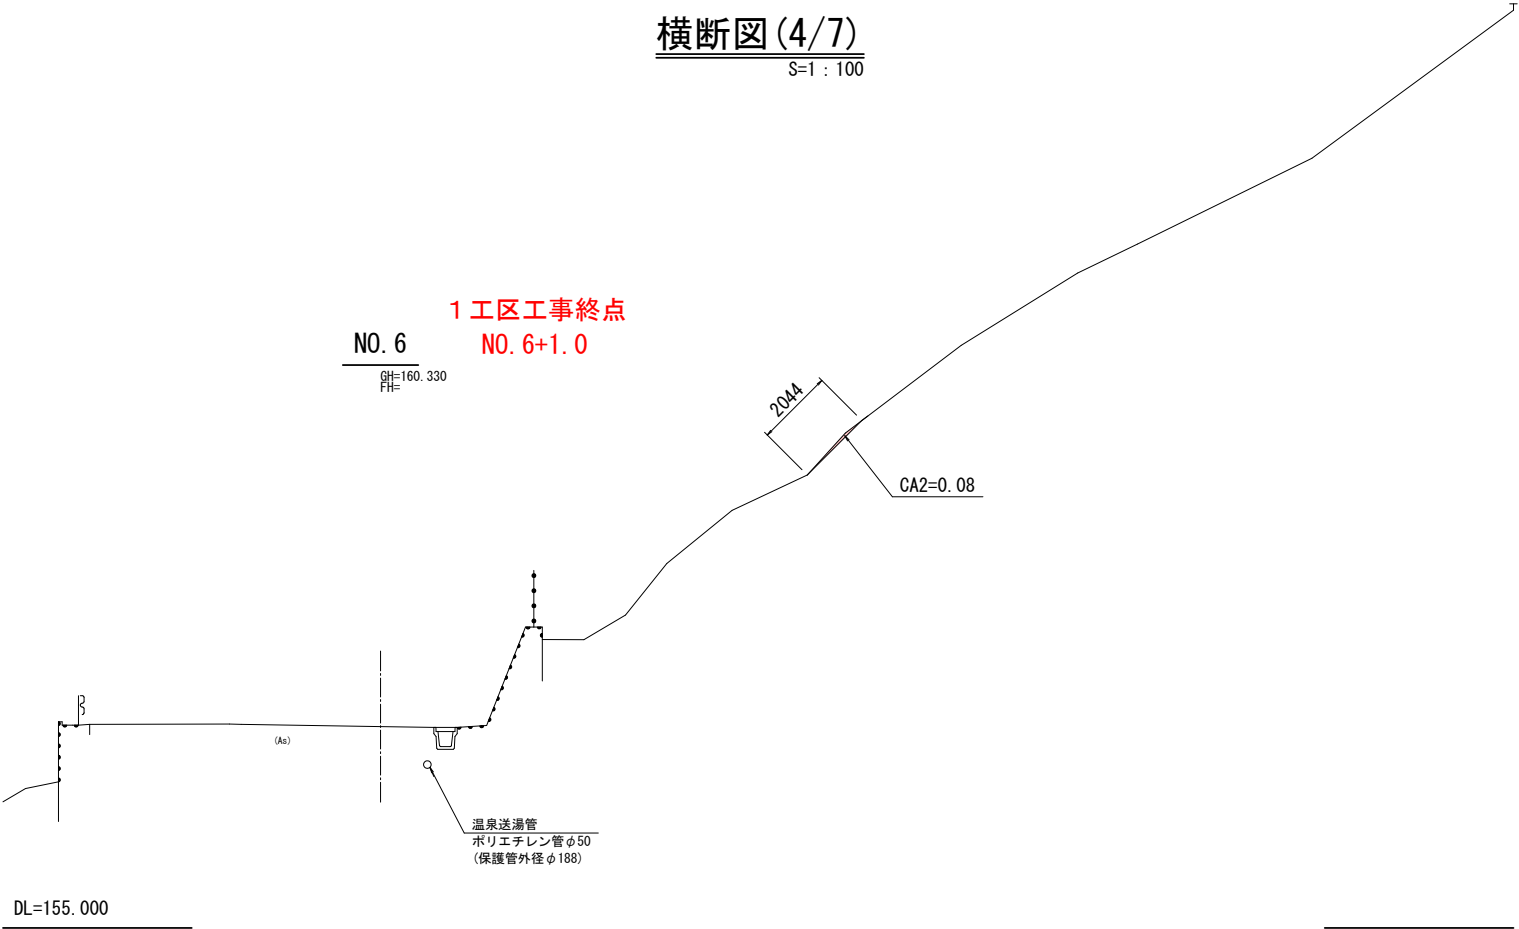 横断図(4/7)
S=1 : 100
1工区工事終点
NO.6
NO.6+1.0
GH=160.330
FH=
2044
CA2=0.08
(As)
温泉送湯管
ポリエチレン管φ50
(保護管外径φ188)
DL=155.000